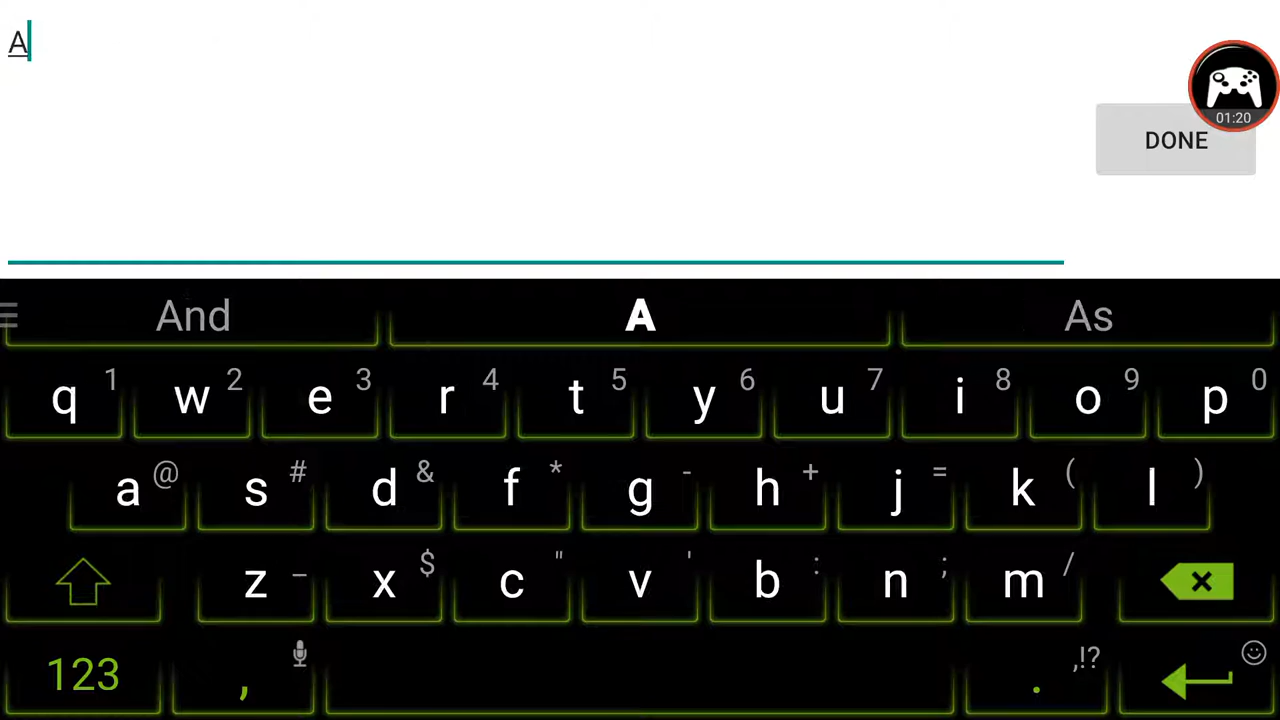 A
01:20
DONE
And A As
q 1 w 2 e 3 r 4 t 5 y 6 u 7 i 8 o 9 p 0
a @ s # d & f * g - h + j = k ( l )
z _ x $ c " v ' b : n ; m /
123 , . ,!?